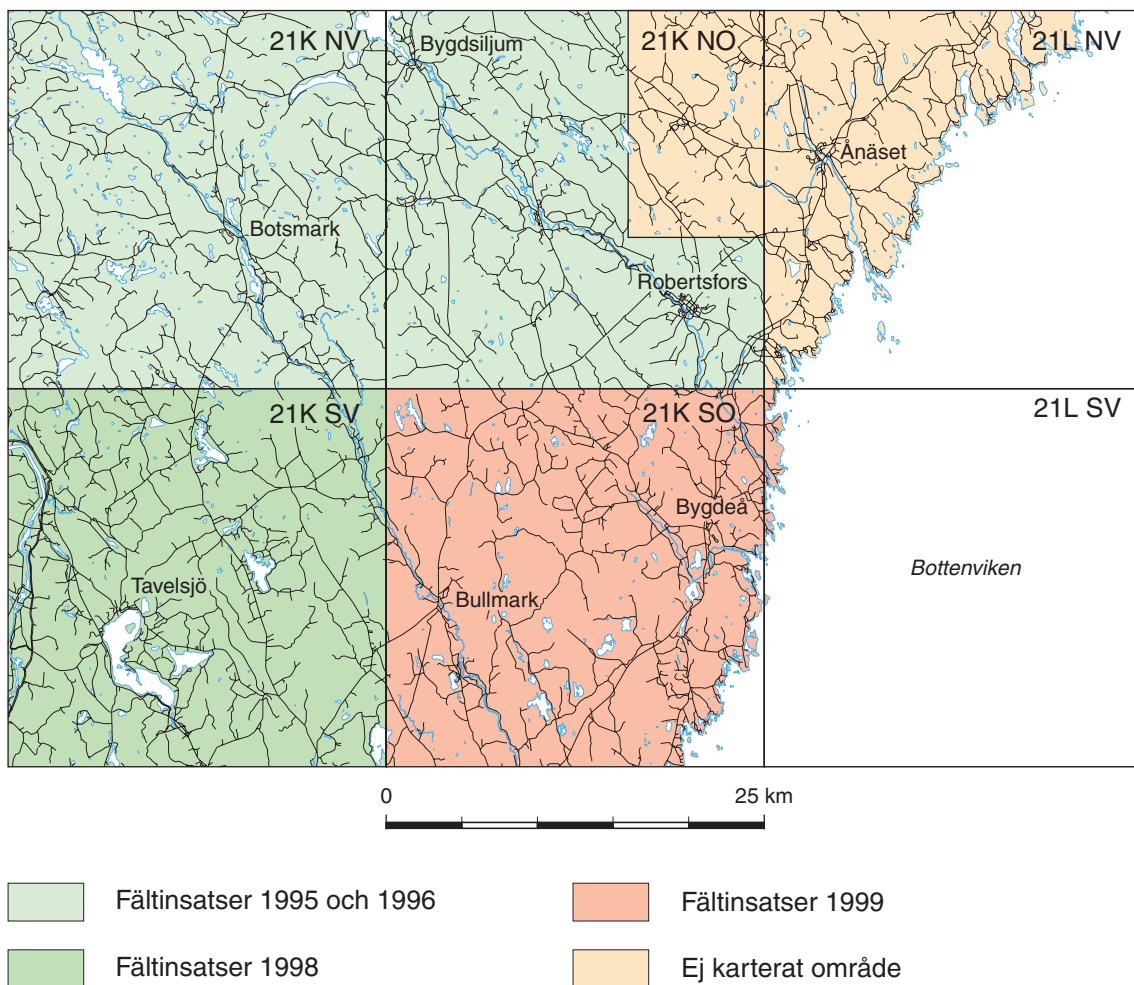 21K NV
Bygdsiljum
21K NO
21L NV
Ånäset
Botsmark
Robertsfors
21K SV
21K SO
21L SV
Bygdeå
Bottenviken
Tavelsjö
Bullmark
0
25 km
Fältinsatser 1995 och 1996
Fältinsatser 1999
Fältinsatser 1998
Ej karterat område